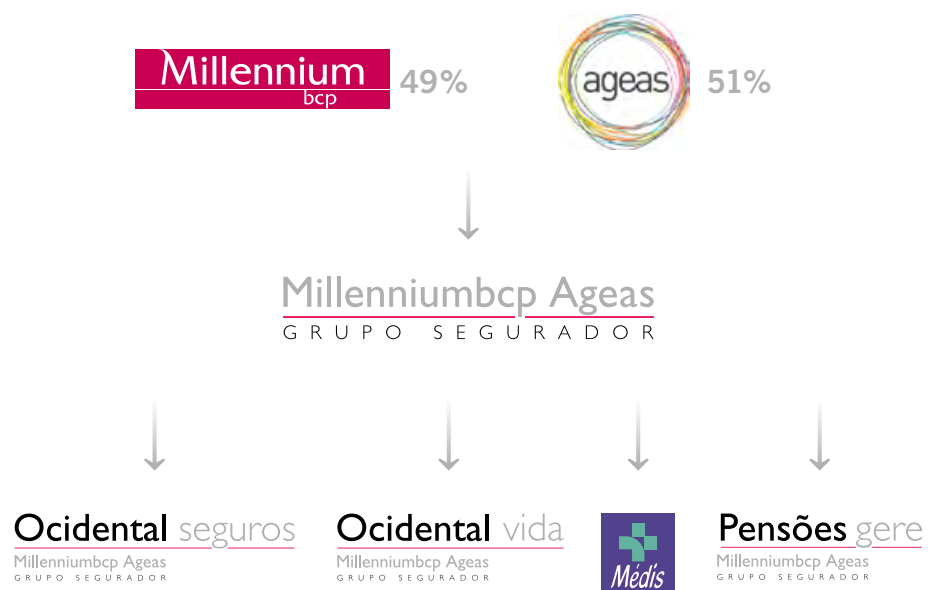 Millennium
bcp
49%
ageas
51%
Millenniumbcp Ageas
GRUPO SEGURADOR
Ocidental seguros
Millenniumbcp Ageas
GRUPO SEGURADOR
Ocidental vida
Millenniumbcp Ageas
GRUPO SEGURADOR
Médis
Pensões gere
Millenniumbcp Ageas
GRUPO SEGURADOR